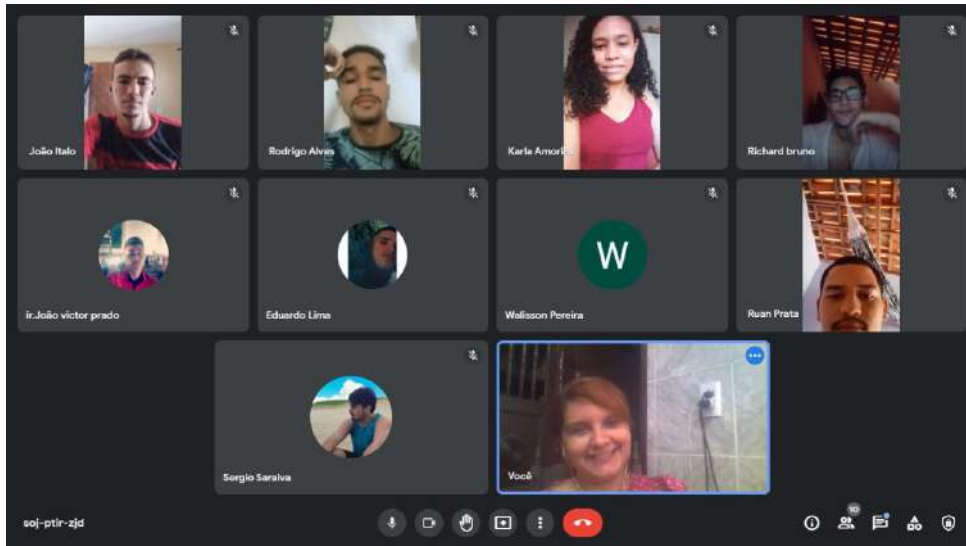 João Italo
Rodrigo Alves
Karla Amorim
Richard bruno
ir.João victor prado
Eduardo Lima
W
Walisson Pereira
Ruan Prata
Sergio Saraiva
Você
soj-ptir-zjd
10